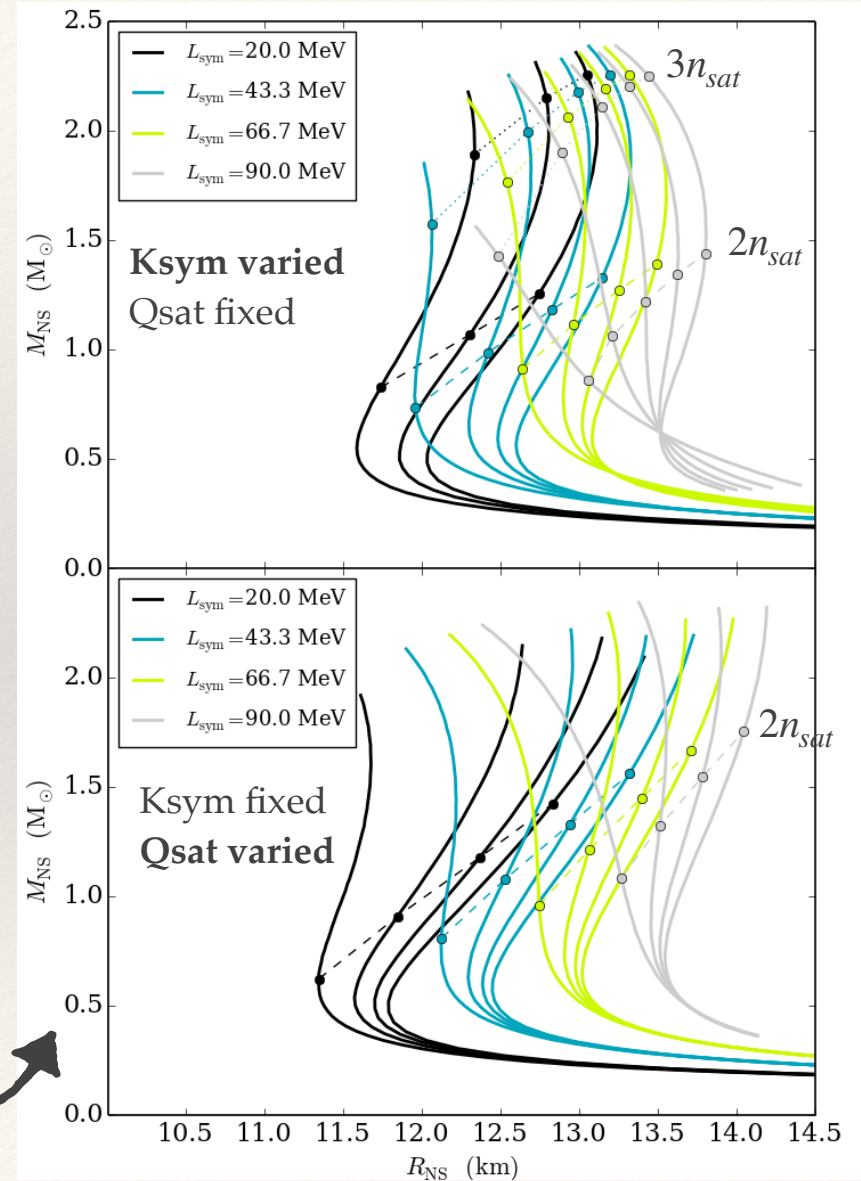 2.5
L_sym=20.0 MeV
L_sym=43.3 MeV
L_sym=66.7 MeV
L_sym=90.0 MeV
3n_sat
2.0
2n_sat
1.5
Ksym varied
Qsat fixed
M_NS (M_⊙)
1.0
0.5
0.0
L_sym=20.0 MeV
L_sym=43.3 MeV
L_sym=66.7 MeV
L_sym=90.0 MeV
2.0
2n_sat
1.5
Ksym fixed
Qsat varied
M_NS (M_⊙)
1.0
0.5
0.0
10.5 11.0 11.5 12.0 12.5 13.0 13.5 14.0 14.5
R_NS (km)